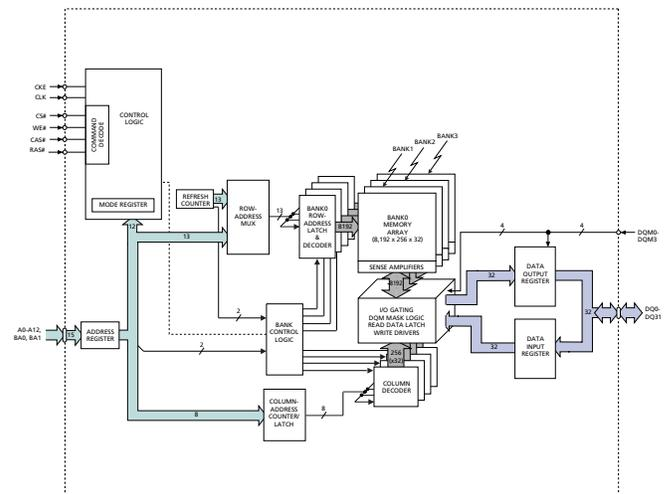 CKE
CLK
CS#
WE#
CAS#
RAS#
COMMAND
DECODE
CONTROL
LOGIC
MODE REGISTER
12
REFRESH
COUNTER
13
13
ROW-
ADDRESS
MUX
13
BANK0
ROW-
ADDRESS
LATCH
&
DECODER
8192
BANK1
BANK2
BANK3
BANK0
MEMORY
ARRAY
(8,192 x 256 x 32)
SENSE AMPLIFIERS
8192
I/O GATING
DQM MASK LOGIC
READ DATA LATCH
WRITE DRIVERS
256
(x32)
COLUMN
DECODER
4
4
DQM0-
DQM3
32
DATA
OUTPUT
REGISTER
32
DQ0-
DQ31
32
DATA
INPUT
REGISTER
A0-A12,
BA0, BA1
15
ADDRESS
REGISTER
2
2
BANK
CONTROL
LOGIC
8
COLUMN-
ADDRESS
COUNTER/
LATCH
8